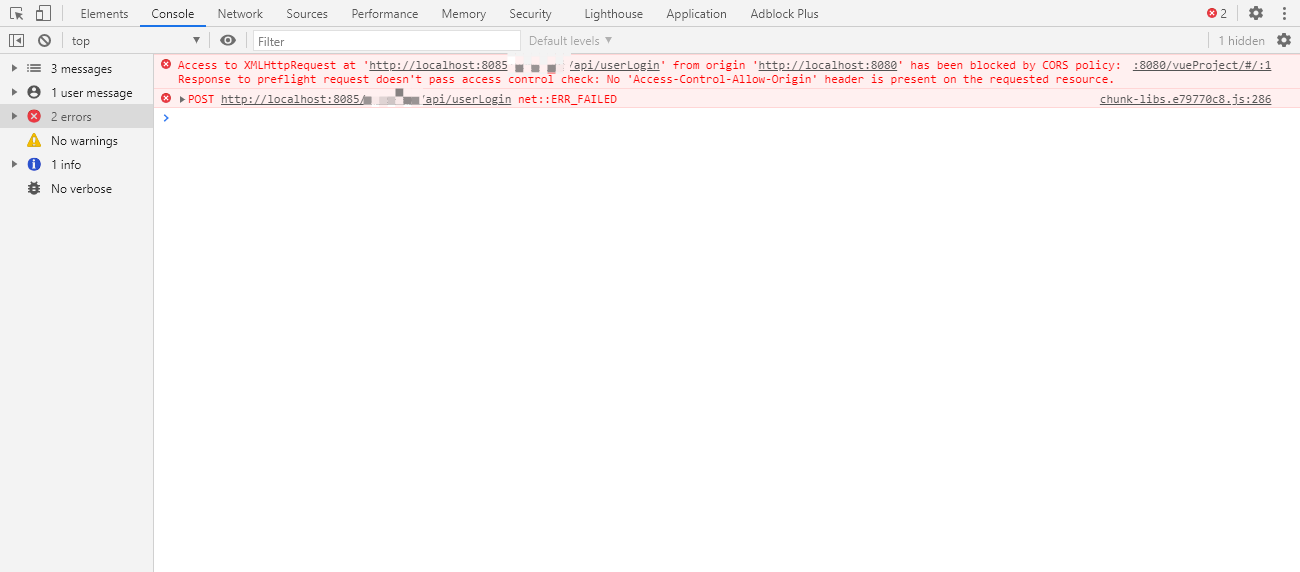 Elements Console Network Sources Performance Memory Security Lighthouse Application Adblock Plus 2
top Filter Default levels 1 hidden
3 messages
1 user message
2 errors
No warnings
1 info
No verbose
Access to XMLHttpRequest at 'http://localhost:8085 /api/userLogin' from origin 'http://localhost:8080' has been blocked by CORS policy: :8080/vueProject/#/:1
Response to preflight request doesn't pass access control check: No 'Access-Control-Allow-Origin' header is present on the requested resource.
POST http://localhost:8085/ /api/userLogin net::ERR_FAILED chunk-libs.e79770c8.js:286